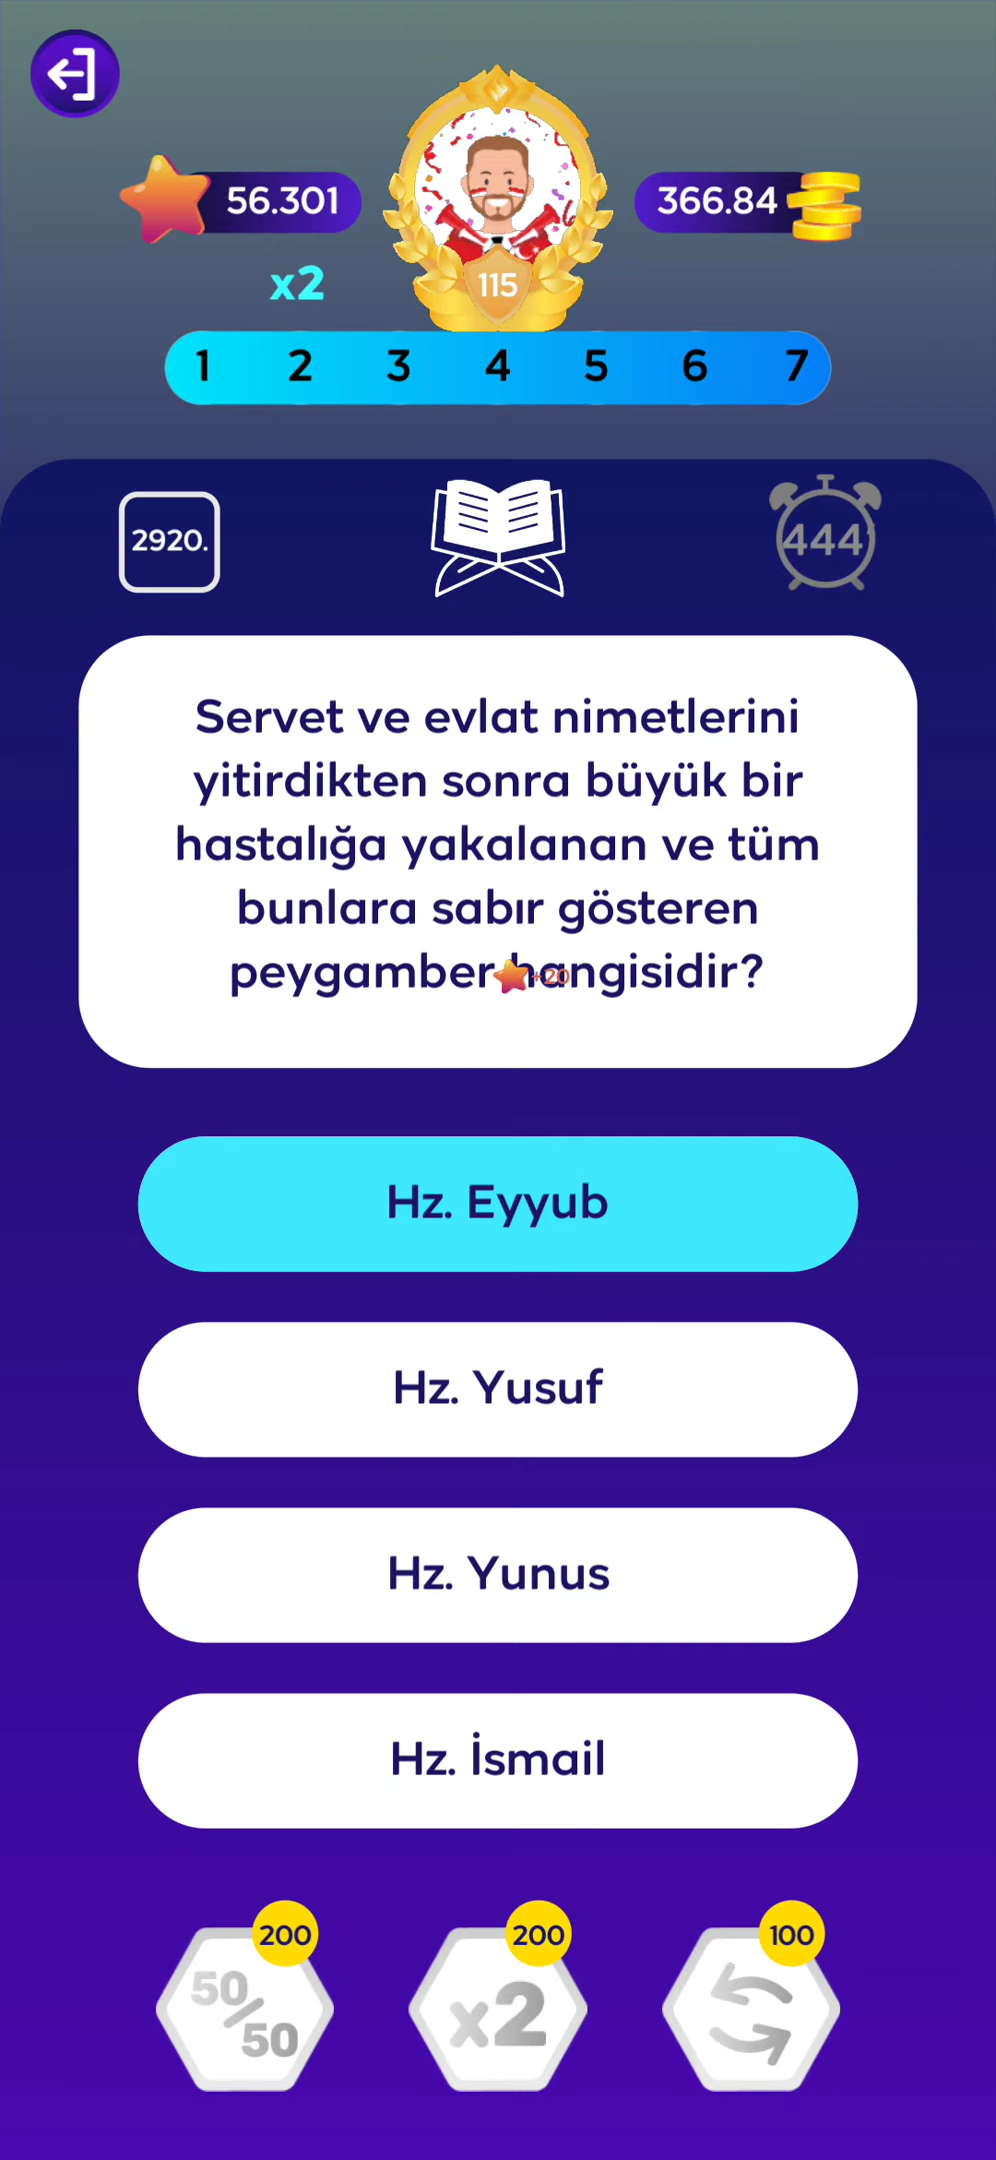 56.301
366.84
x2
115
1 2 3 4 5 6 7
2920.
444
Servet ve evlat nimetlerini
yitirdikten sonra büyük bir
hastalığa yakalanan ve tüm
bunlara sabır gösteren
peygamber hangisidir?
+20
Hz. Eyyub
Hz. Yusuf
Hz. Yunus
Hz. İsmail
200
200
100
50/50
x2